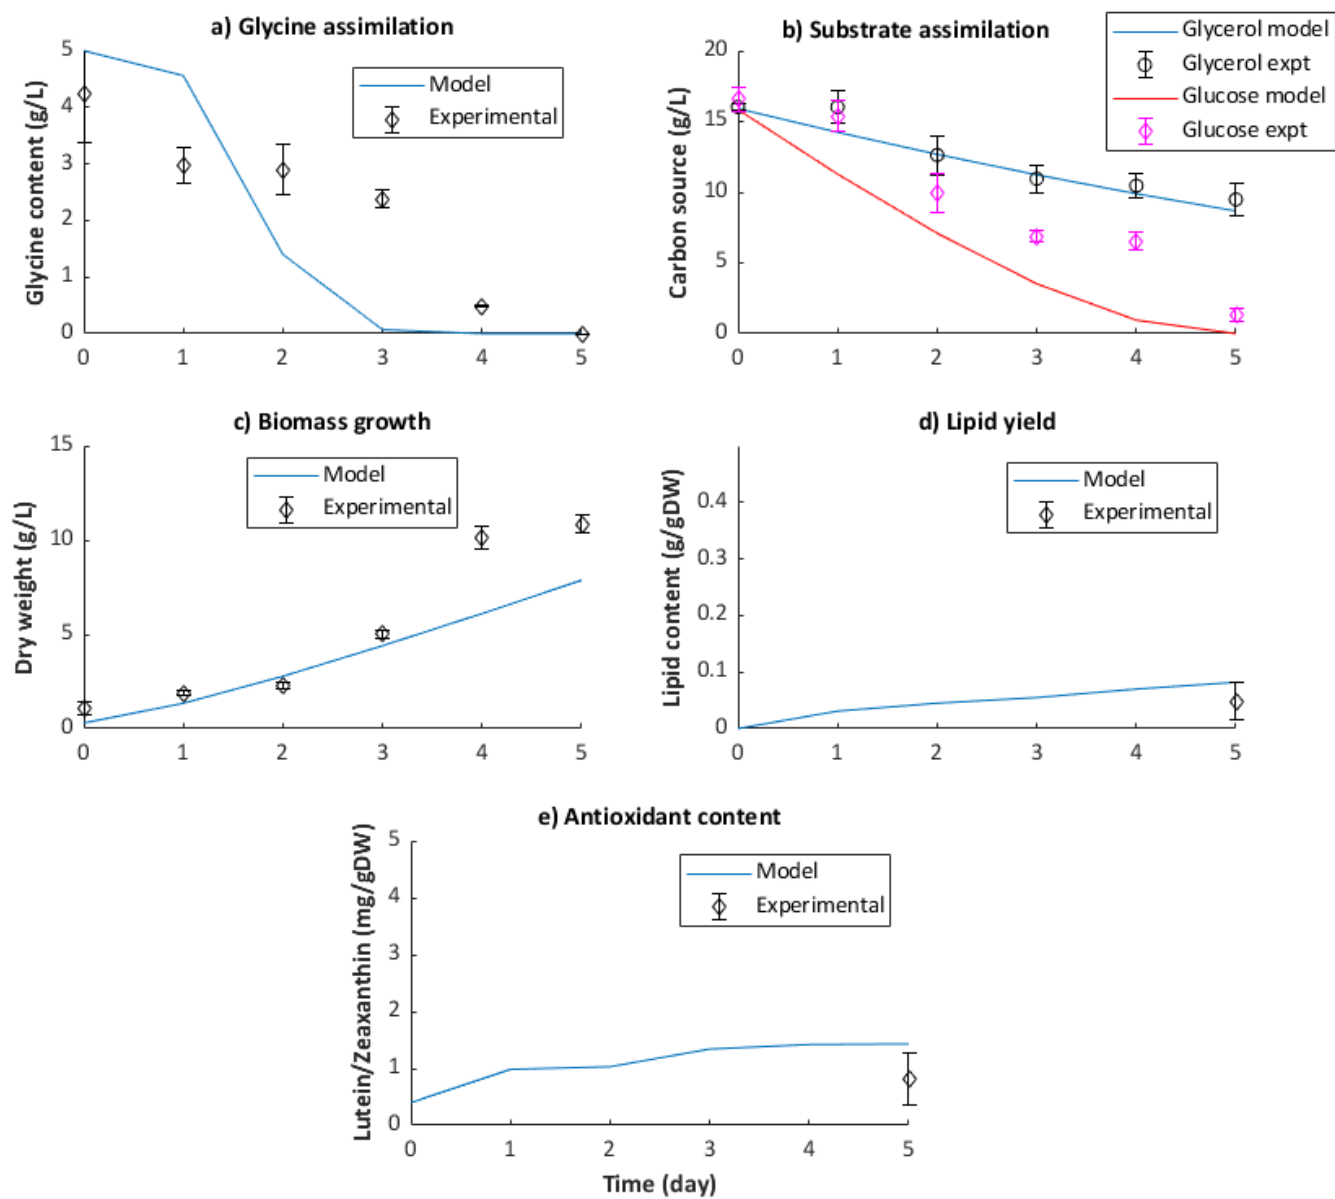 a) Glycine assimilation
Glycine content (g/L)
5
4
3
2
1
0
0 1 2 3 4 5
Model
Experimental
b) Substrate assimilation
Carbon source (g/L)
20
15
10
5
0
0 1 2 3 4 5
Glycerol model
Glycerol expt
Glucose model
Glucose expt
c) Biomass growth
Dry weight (g/L)
15
10
5
0
0 1 2 3 4 5
Model
Experimental
d) Lipid yield
Lipid content (g/gDW)
0.4
0.3
0.2
0.1
0
0 1 2 3 4 5
Model
Experimental
e) Antioxidant content
Lutein/Zeaxanthin (mg/gDW)
5
4
3
2
1
0
0 1 2 3 4 5
Model
Experimental
Time (day)